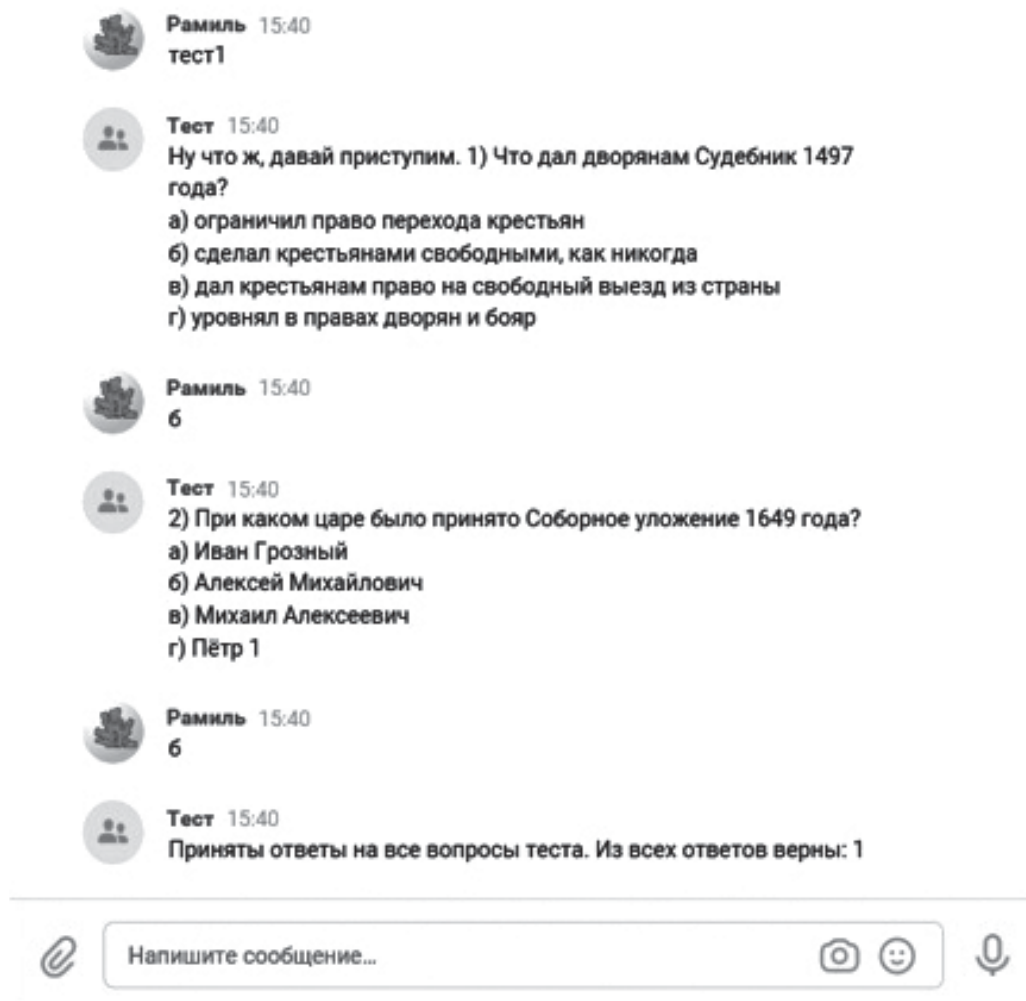 Рамиль 15:40
тест1
Тест 15:40
Ну что ж, давай приступим. 1) Что дал дворянам Судебник 1497
года?
а) ограничил право перехода крестьян
б) сделал крестьянами свободными, как никогда
в) дал крестьянам право на свободный выезд из страны
г) уровнял в правах дворян и бояр
Рамиль 15:40
б
Тест 15:40
2) При каком царе было принято Соборное уложение 1649 года?
а) Иван Грозный
б) Алексей Михайлович
в) Михаил Алексеевич
г) Пётр 1
Рамиль 15:40
б
Тест 15:40
Приняты ответы на все вопросы теста. Из всех ответов верны: 1
Напишите сообщение...